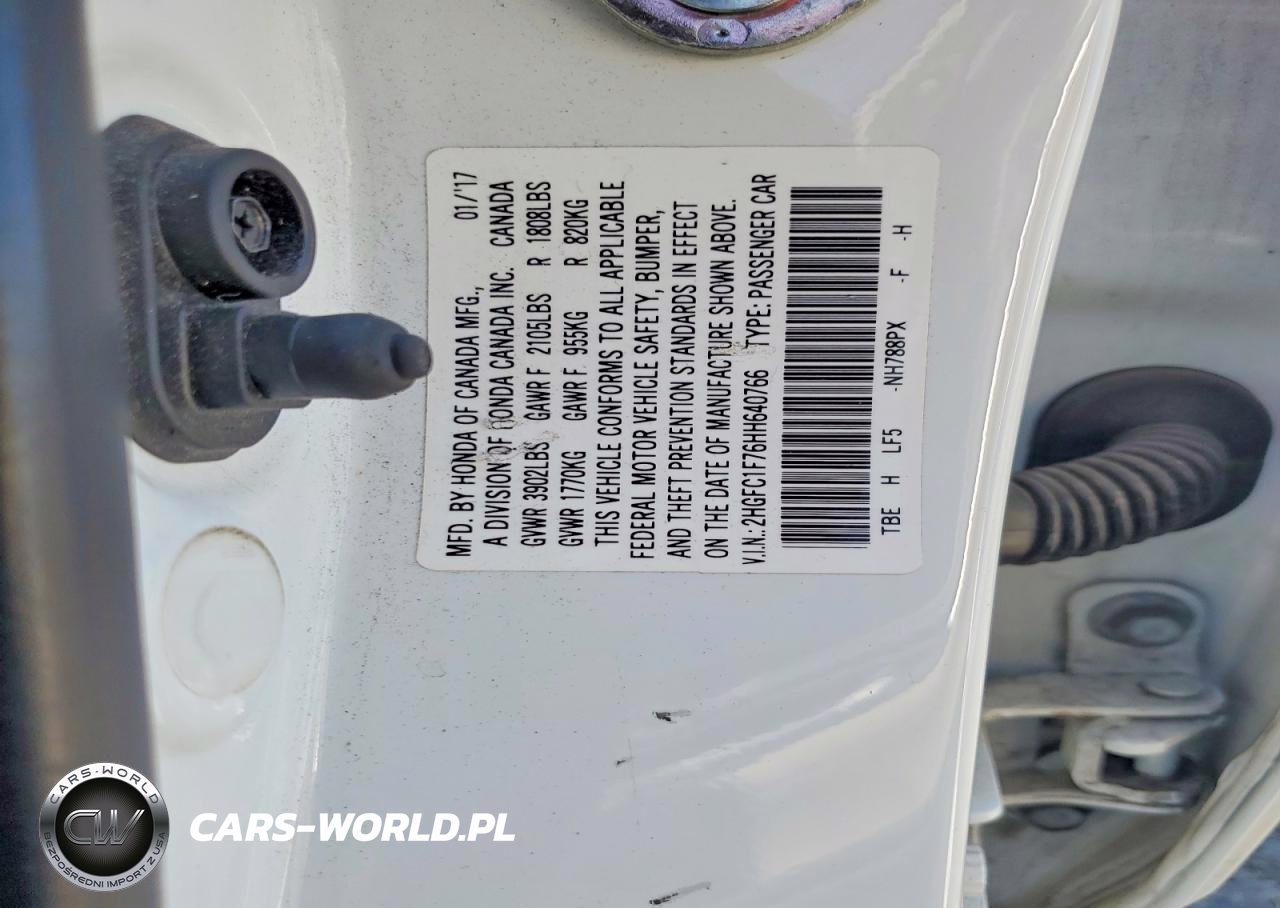 MFD. BY HONDA OF CANADA MFG., 01/'17
A DIVISION OF HONDA CANADA INC. CANADA
GVWR 3902LBS GAWR F 2105LBS R 1808LBS
GVWR 1770KG GAWR F 955KG R 820KG
THIS VEHICLE CONFORMS TO ALL APPLICABLE
FEDERAL MOTOR VEHICLE SAFETY, BUMPER,
AND THEFT PREVENTION STANDARDS IN EFFECT
ON THE DATE OF MANUFACTURE SHOWN ABOVE.
V.I.N.: 2HGFC1F76HH640766 TYPE: PASSENGER CAR
TBE H LF5 -NH788PX -F -H
CARS-WORLD
CW
BEZPOŚREDNI IMPORT Z USA
CARS-WORLD.PL